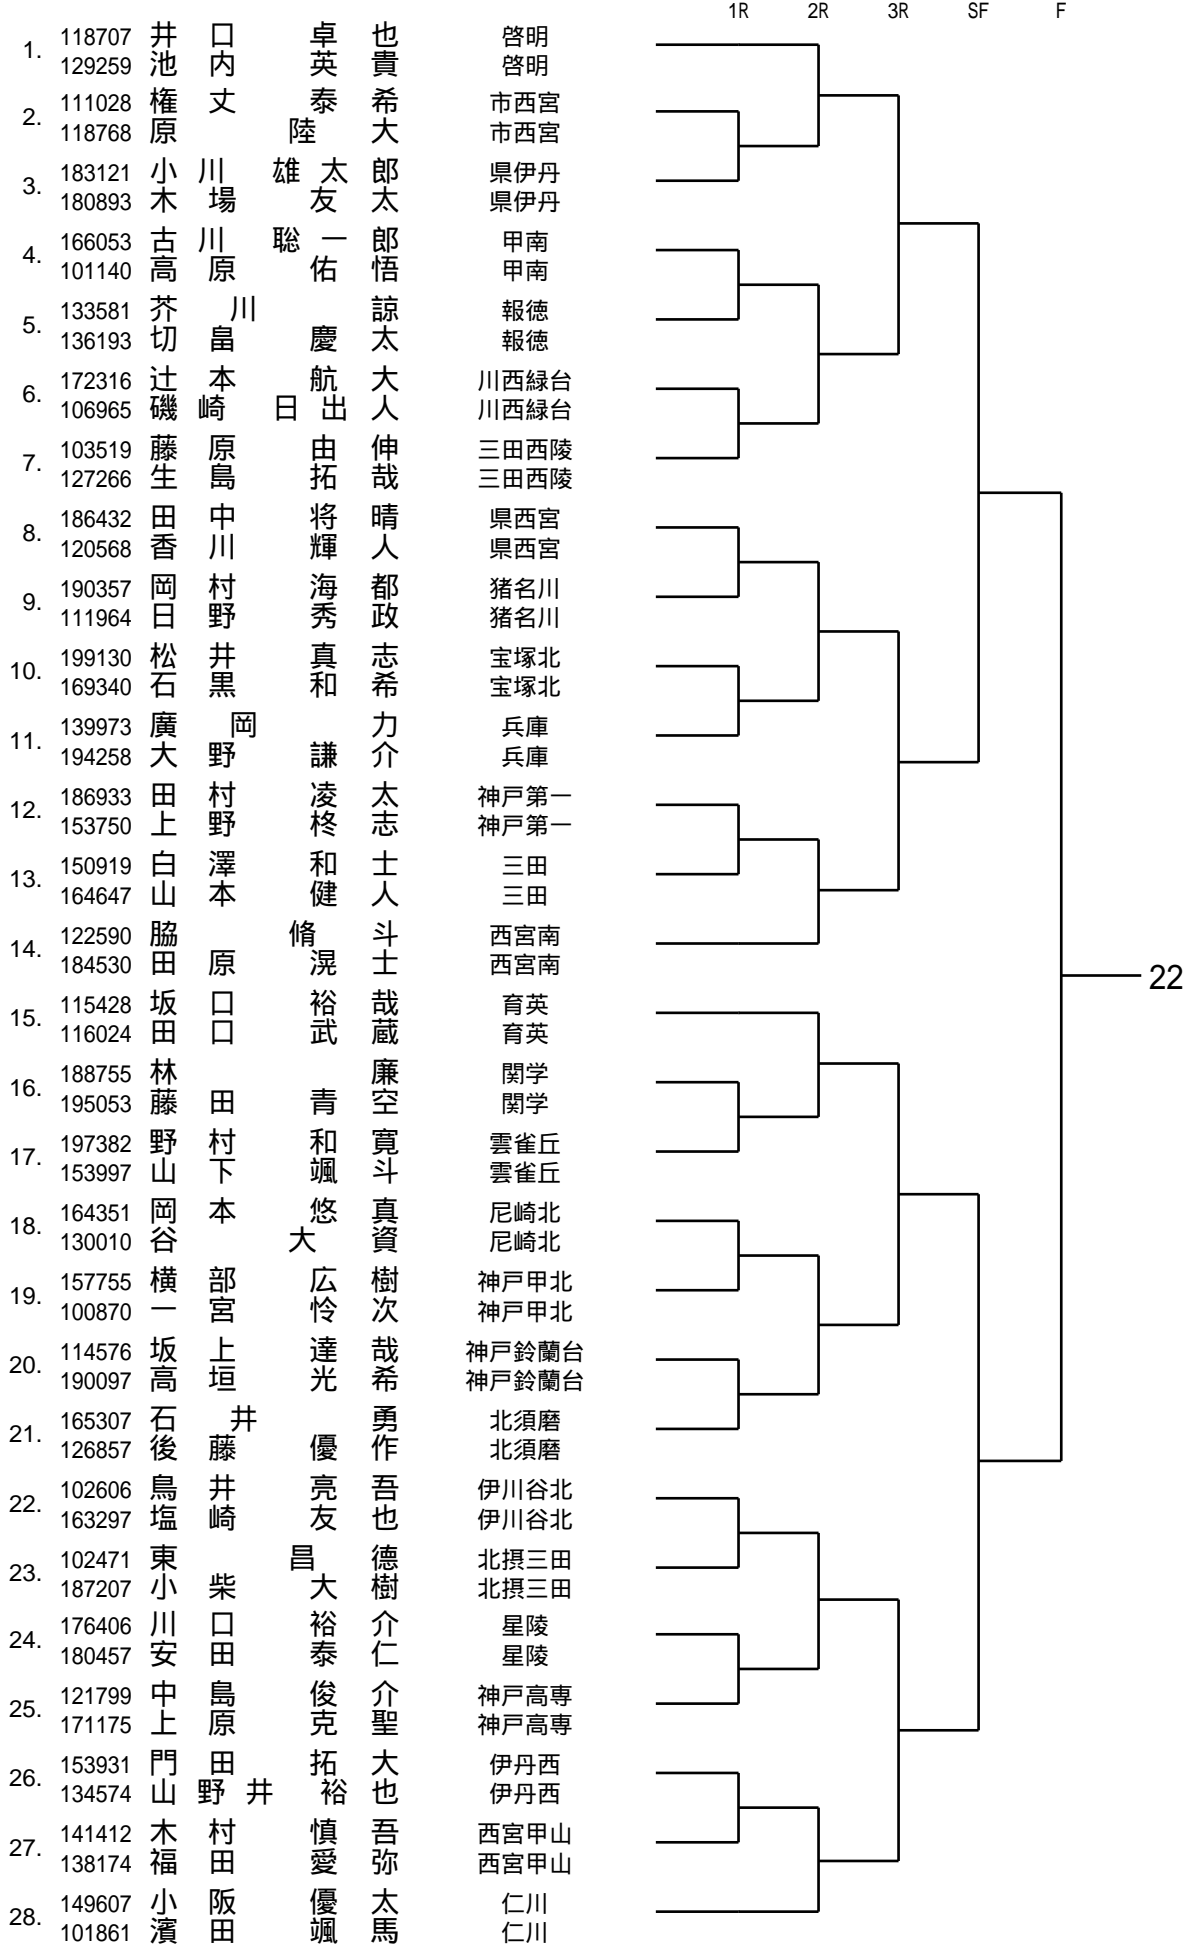 1R 2R 3R SF F
1. 118707 井口 卓也 啓明
129259 池内 英貴 啓明
2. 111028 権丈 泰希 市西宮
118768 原 陸大 市西宮
3. 183121 小川 雄太郎 県伊丹
180893 木場 友太 県伊丹
4. 166053 古川 聡一郎 甲南
101140 高原 佑悟 甲南
5. 133581 芥川 諒 報徳
136193 切畠 慶太 報徳
6. 172316 辻本 航大 川西緑台
106965 磯崎 日出人 川西緑台
7. 103519 藤原 由伸 三田西陵
127266 生島 拓哉 三田西陵
8. 186432 田中 将晴 県西宮
120568 香川 輝人 県西宮
9. 190357 岡村 海都 猪名川
111964 日野 秀政 猪名川
10. 199130 松井 真志 宝塚北
169340 石黒 和希 宝塚北
11. 139973 廣岡 力 兵庫
194258 大野 謙介 兵庫
12. 186933 田村 凌太 神戸第一
153750 上野 柊志 神戸第一
13. 150919 白澤 和士 三田
164647 山本 健人 三田
14. 122590 脇 脩斗 西宮南
184530 田原 滉士 西宮南
22
15. 115428 坂口 裕哉 育英
116024 田口 武蔵 育英
16. 188755 林 廉 関学
195053 藤田 青空 関学
17. 197382 野村 和寛 雲雀丘
153997 山下 颯斗 雲雀丘
18. 164351 岡本 悠真 尼崎北
130010 谷 大資 尼崎北
19. 157755 横部 広樹 神戸甲北
100870 一宮 怜次 神戸甲北
20. 114576 坂上 達哉 神戸鈴蘭台
190097 高垣 光希 神戸鈴蘭台
21. 165307 石井 勇 北須磨
126857 後藤 優作 北須磨
22. 102606 鳥井 亮吾 伊川谷北
163297 塩崎 友也 伊川谷北
23. 102471 東 昌德 北摂三田
187207 小柴 大樹 北摂三田
24. 176406 川口 裕介 星陵
180457 安田 泰仁 星陵
25. 121799 中島 俊介 神戸高専
171175 上原 克聖 神戸高専
26. 153931 門田 拓大 伊丹西
134574 山野井 裕也 伊丹西
27. 141412 木村 慎吾 西宮甲山
138174 福田 愛弥 西宮甲山
28. 149607 小阪 優太 仁川
101861 濱田 颯馬 仁川